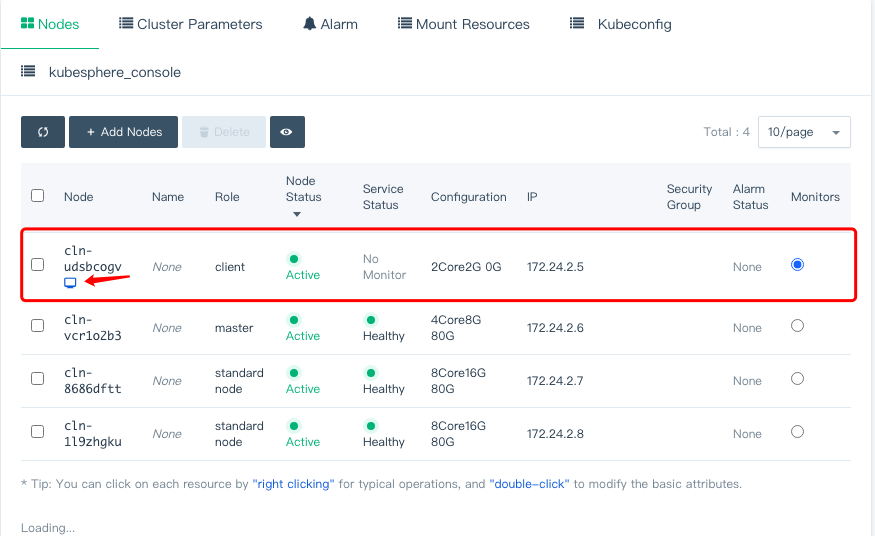 Nodes Cluster Parameters Alarm Mount Resources Kubeconfig
kubesphere_console
+ Add Nodes Delete Total : 4 10/page
Node Name Role Node Status Service Status Configuration IP Security Group Alarm Status Monitors
cln-udsbcogv None client Active No Monitor 2Core2G 0G 172.24.2.5 None
cln-vcr1o2b3 None master Active Healthy 4Core8G 80G 172.24.2.6 None
cln-8686dftt None standard node Active Healthy 8Core16G 80G 172.24.2.7 None
cln-1l9zhgku None standard node Active Healthy 8Core16G 80G 172.24.2.8 None
* Tip: You can click on each resource by "right clicking" for typical operations, and "double-click" to modify the basic attributes.
Loading...